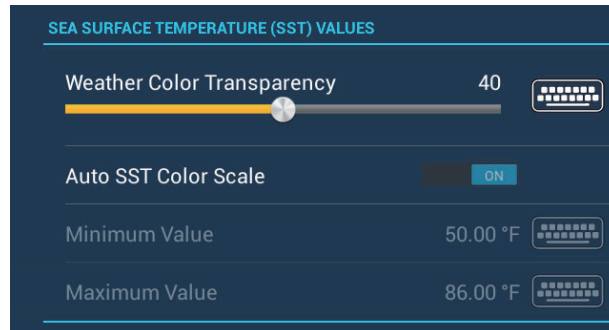 SEA SURFACE TEMPERATURE (SST) VALUES
Weather Color Transparency 40
Auto SST Color Scale ON
Minimum Value 50.00 °F
Maximum Value 86.00 °F